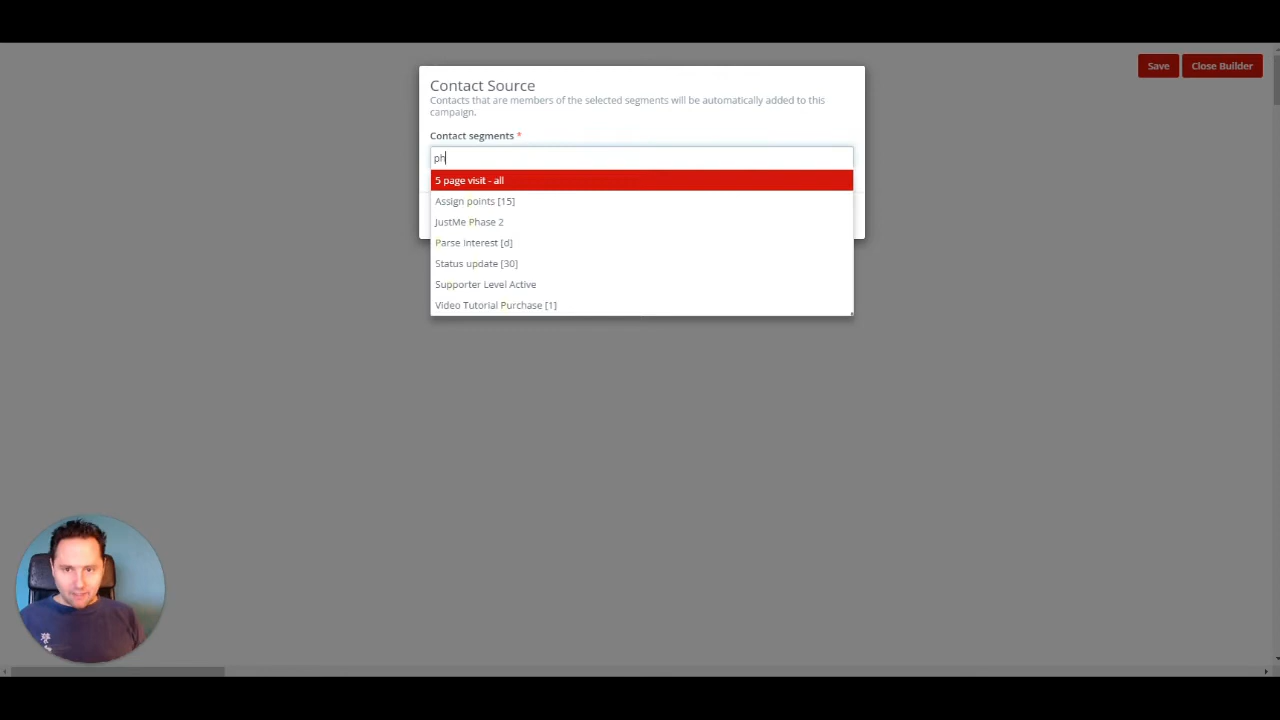 Save
Close Builder
Contact Source
Contacts that are members of the selected segments will be automatically added to this
campaign.
Contact segments *
ph
5 page visit - all
Assign points [15]
JustMe Phase 2
Parse interest [d]
Status update [30]
Supporter Level Active
Video Tutorial Purchase [1]